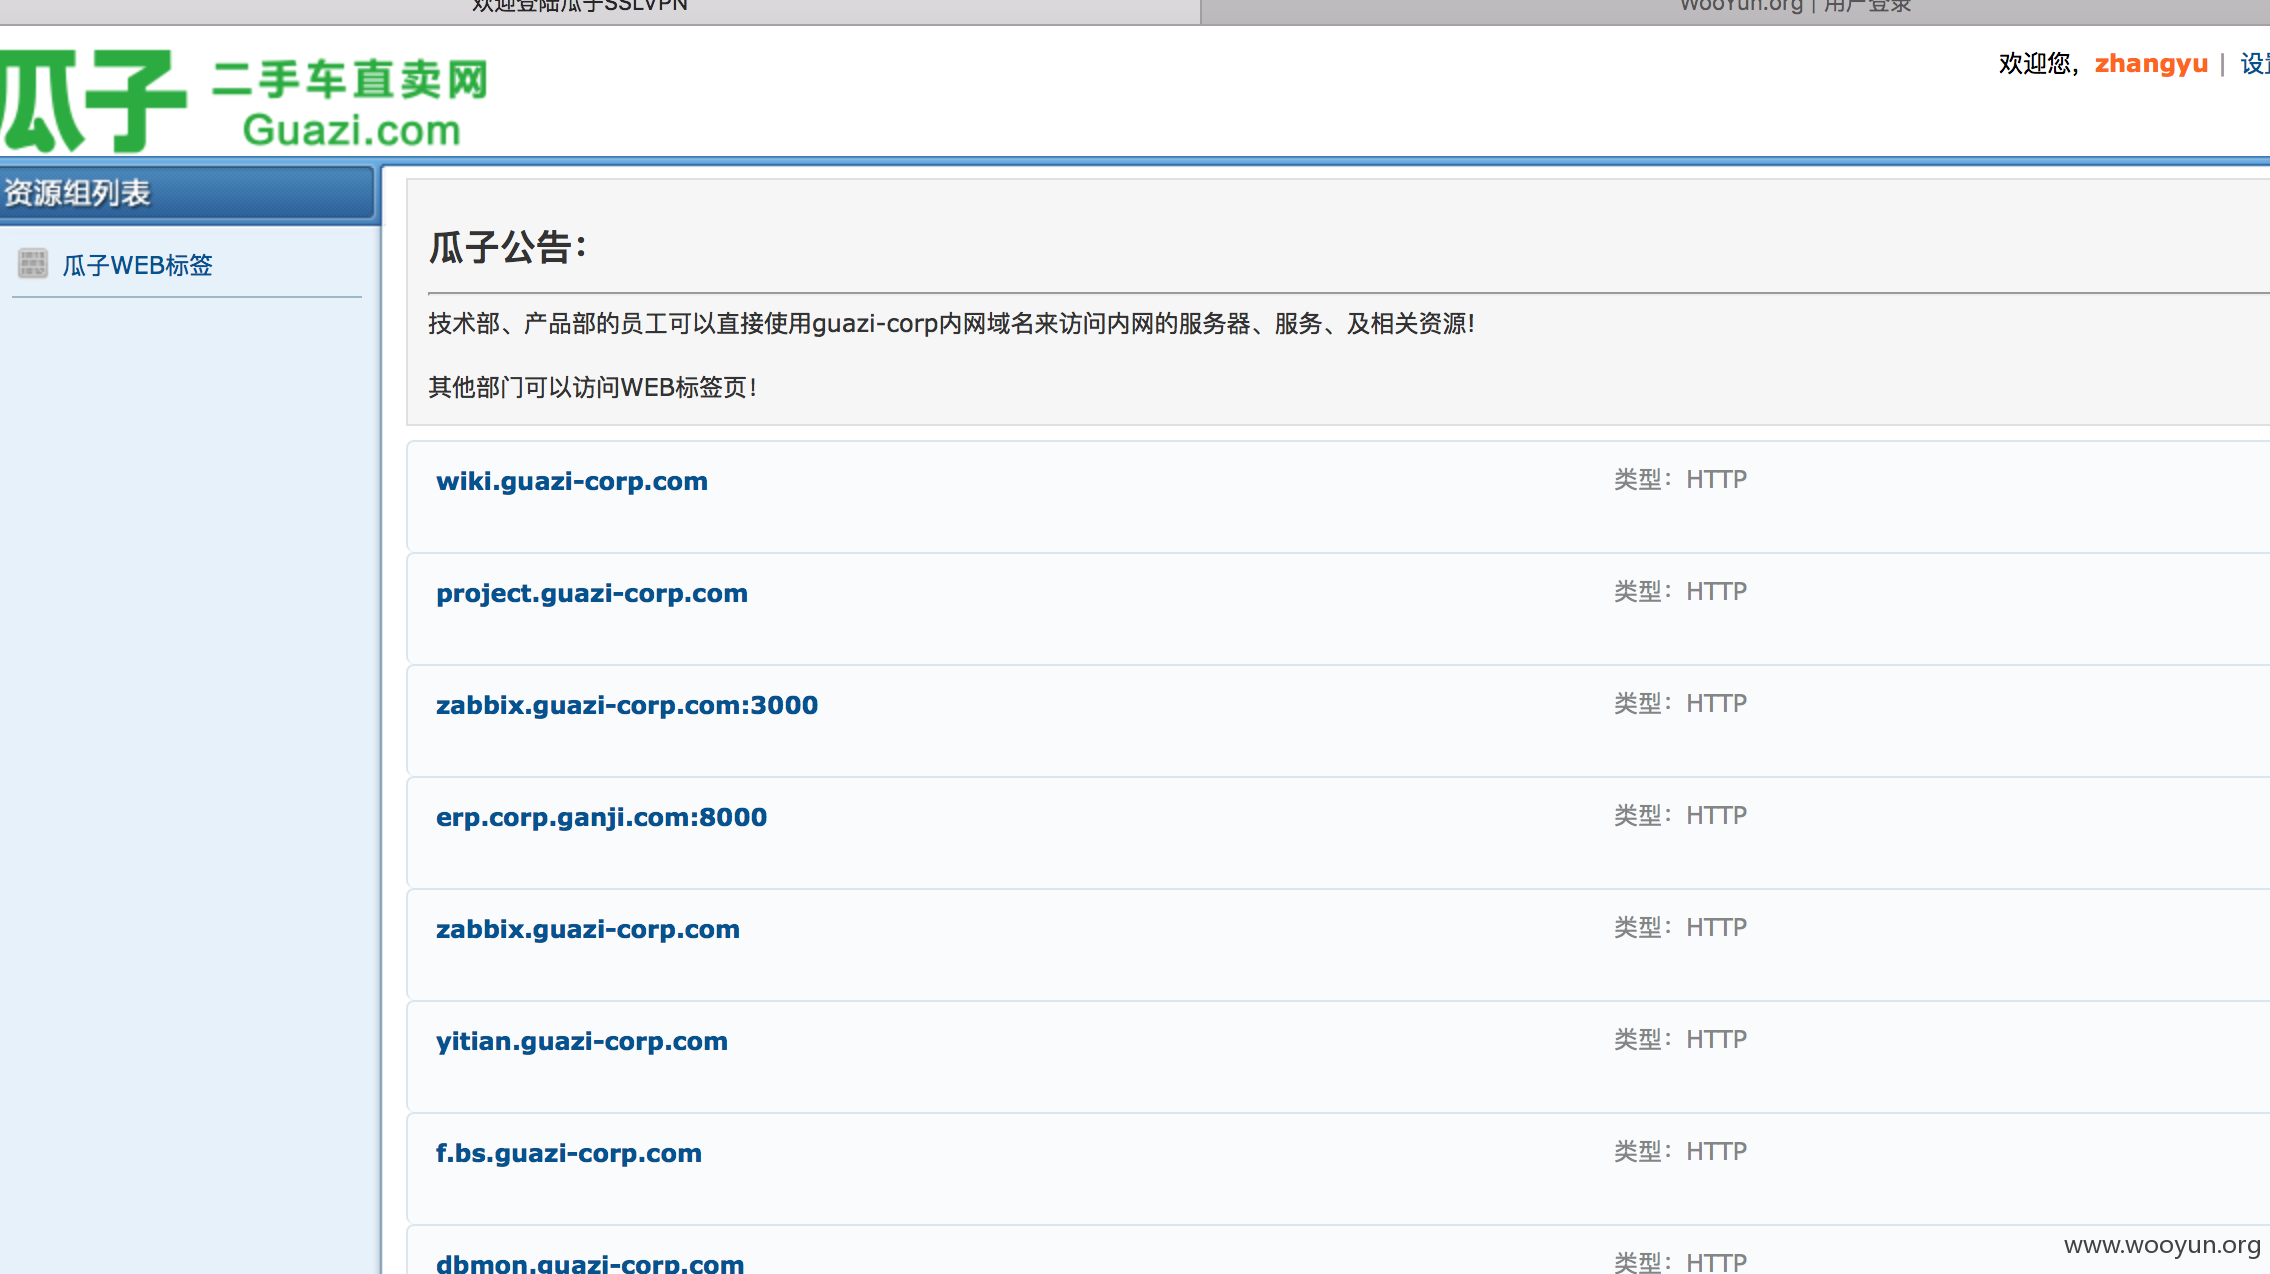 欢迎登陆瓜子SSLVPN
WooYun.org | 用户登录
瓜子 二手车直卖网
Guazi.com
欢迎您，zhangyu | 设置
资源组列表
瓜子WEB标签
瓜子公告：
技术部、产品部的员工可以直接使用guazi-corp内网域名来访问内网的服务器、服务、及相关资源！
其他部门可以访问WEB标签页！
wiki.guazi-corp.com 类型：HTTP
project.guazi-corp.com 类型：HTTP
zabbix.guazi-corp.com:3000 类型：HTTP
erp.corp.ganji.com:8000 类型：HTTP
zabbix.guazi-corp.com 类型：HTTP
yitian.guazi-corp.com 类型：HTTP
f.bs.guazi-corp.com 类型：HTTP
dbmon.guazi-corp.com 类型：HTTP
www.wooyun.org